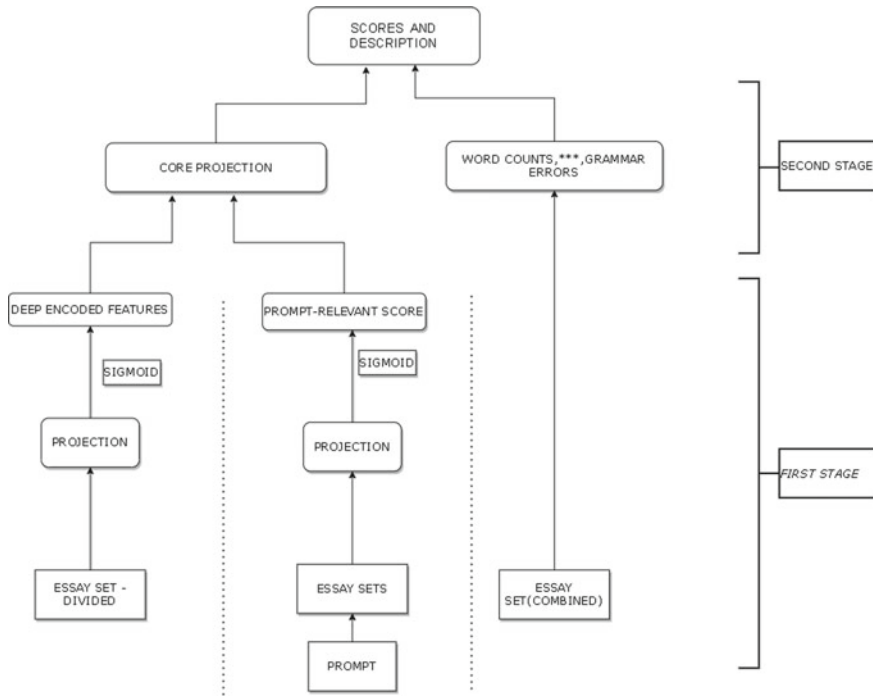 SCORES AND
DESCRIPTION
CORE PROJECTION
WORD COUNTS,***,GRAMMAR
ERRORS
SECOND STAGE
DEEP ENCODED FEATURES
PROMPT-RELEVANT SCORE
SIGMOID
SIGMOID
PROJECTION
PROJECTION
FIRST STAGE
ESSAY SET -
DIVIDED
ESSAY SETS
ESSAY
SET(COMBINED)
PROMPT